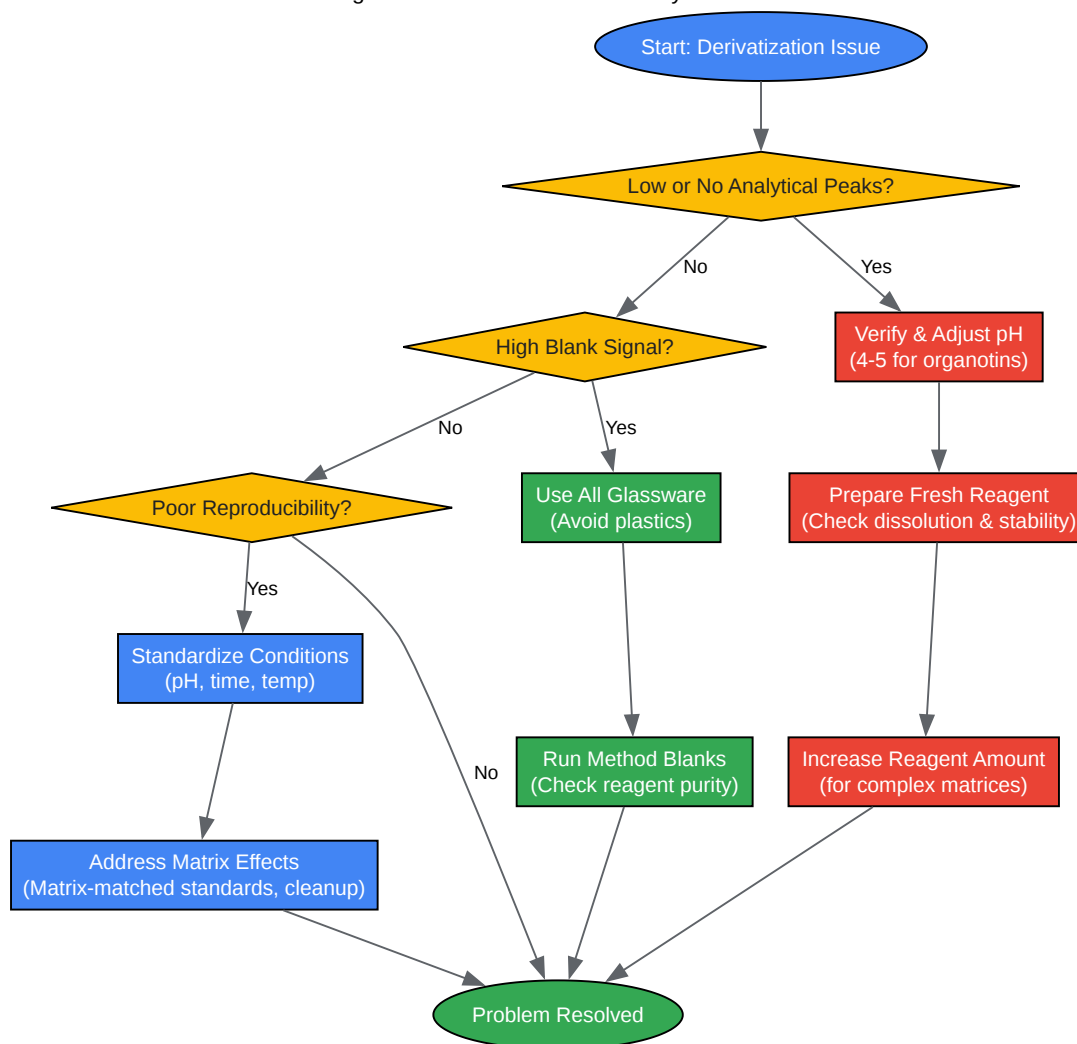 Start: Derivatization Issue
Low or No Analytical Peaks?
No
Yes
High Blank Signal?
Verify & Adjust pH
(4-5 for organotins)
No
Yes
Poor Reproducibility?
Use All Glassware
(Avoid plastics)
Prepare Fresh Reagent
(Check dissolution & stability)
Yes
Standardize Conditions
(pH, time, temp)
No
Run Method Blanks
(Check reagent purity)
Increase Reagent Amount
(for complex matrices)
Address Matrix Effects
(Matrix-matched standards, cleanup)
Problem Resolved